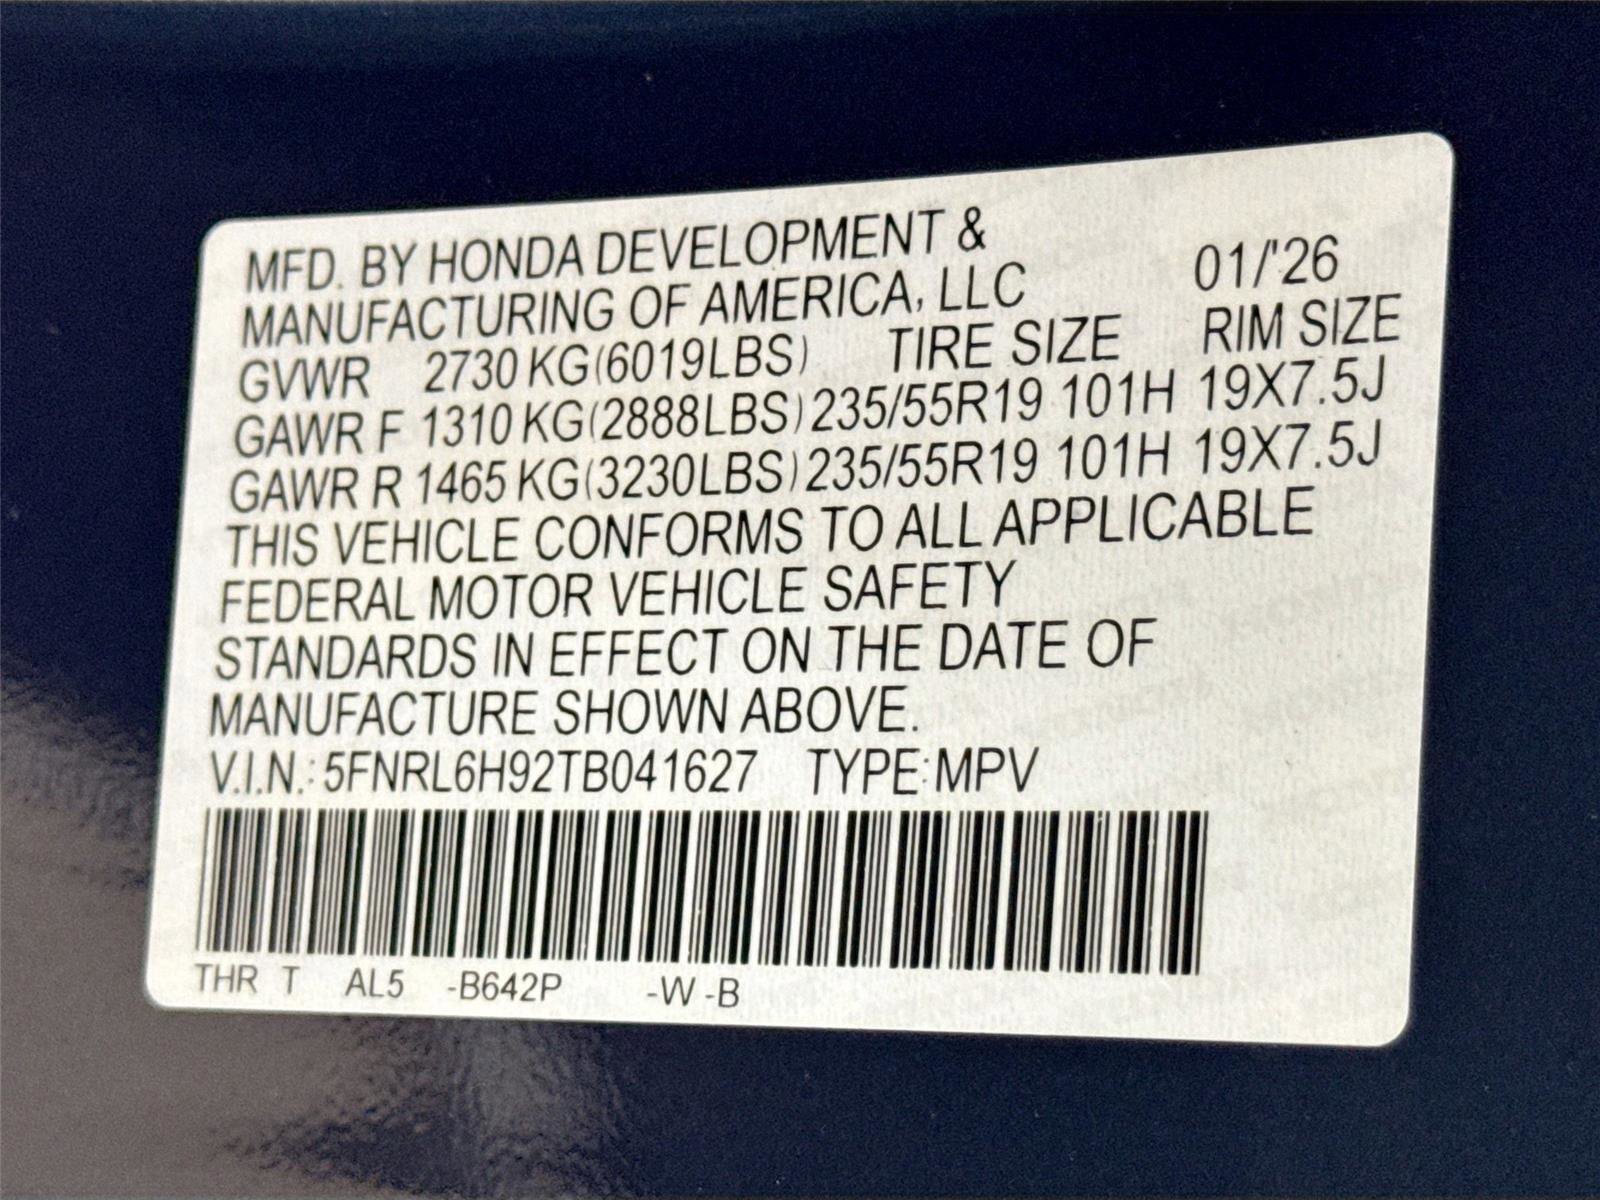 MFD. BY HONDA DEVELOPMENT &
MANUFACTURING OF AMERICA, LLC 01/'26
GVWR 2730 KG(6019LBS) TIRE SIZE RIM SIZE
GAWR F 1310 KG(2888LBS) 235/55R19 101H 19X7.5J
GAWR R 1465 KG(3230LBS) 235/55R19 101H 19X7.5J
THIS VEHICLE CONFORMS TO ALL APPLICABLE
FEDERAL MOTOR VEHICLE SAFETY
STANDARDS IN EFFECT ON THE DATE OF
MANUFACTURE SHOWN ABOVE.
V.I.N.: 5FNRL6H92TB041627 TYPE:MPV
THR T AL5 -B642P -W -B